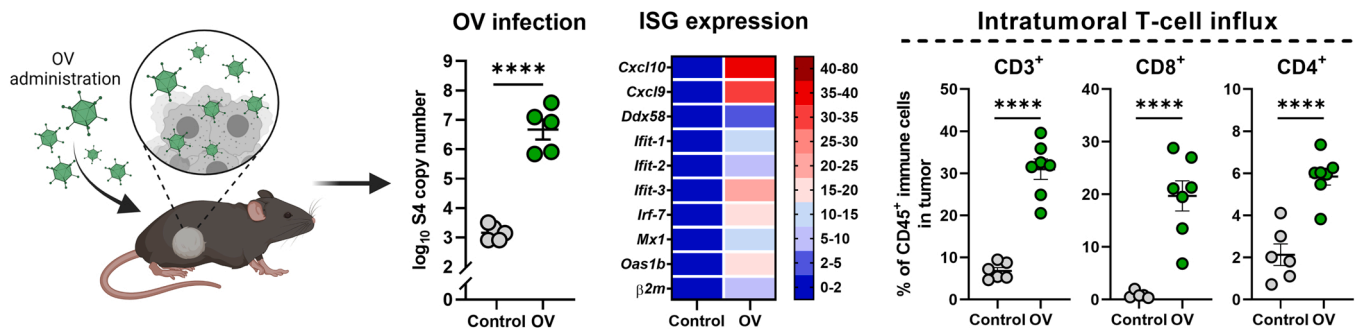 OV
administration
OV infection
log₁₀ S4 copy number
9
8
7
6
5
4
3
2
0
****
Control OV
ISG expression
Cxcl10
Cxcl9
Ddx58
Ifit-1
Ifit-2
Ifit-3
Irf-7
Mx1
Oas1b
β2m
Control OV
40-80
35-40
30-35
25-30
20-25
15-20
10-15
5-10
2-5
0-2
Intratumoral T-cell influx
% of CD45⁺ immune cells
in tumor
CD3⁺
****
50
40
30
20
10
0
Control OV
CD8⁺
****
40
30
20
10
0
Control OV
CD4⁺
****
10
8
6
4
2
0
Control OV